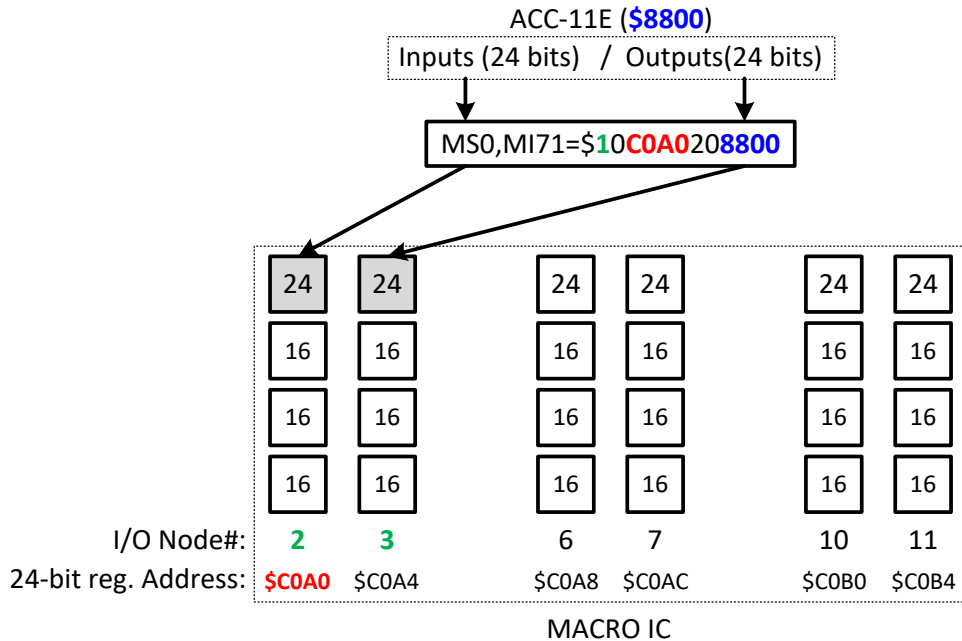 ACC-11E ($8800)
Inputs (24 bits) / Outputs(24 bits)
MS0,MI71=$10C0A0208800
24 24 24 24 24 24
16 16 16 16 16 16
16 16 16 16 16 16
16 16 16 16 16 16
I/O Node#: 2 3 6 7 10 11
24-bit reg. Address: $C0A0 $C0A4 $C0A8 $C0AC $C0B0 $C0B4
MACRO IC